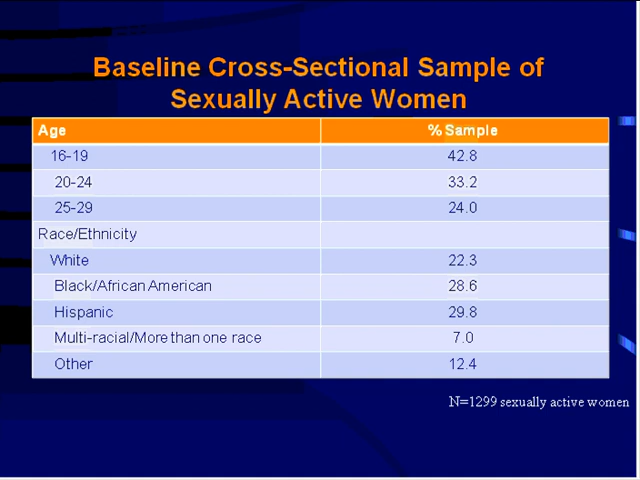 Baseline Cross-Sectional Sample of
Sexually Active Women
Age % Sample
16-19 42.8
20-24 33.2
25-29 24.0
Race/Ethnicity
White 22.3
Black/African American 28.6
Hispanic 29.8
Multi-racial/More than one race 7.0
Other 12.4
N=1299 sexually active women